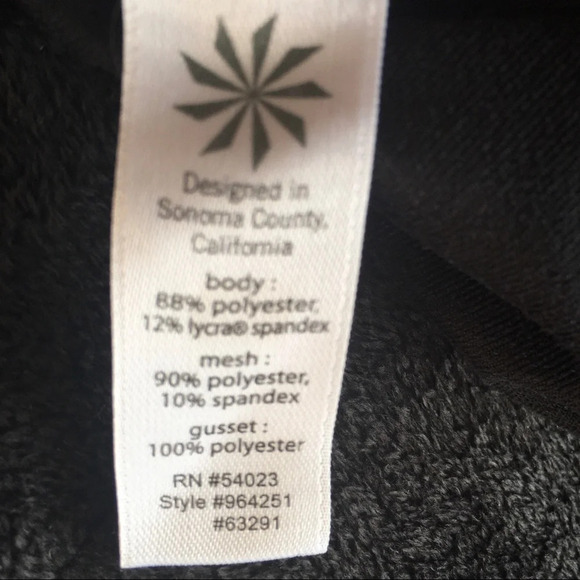 Designed in
Sonoma County,
California
body :
88% polyester,
12% lycra® spandex
mesh :
90% polyester,
10% spandex
gusset :
100% polyester
RN #54023
Style #964251
#63291